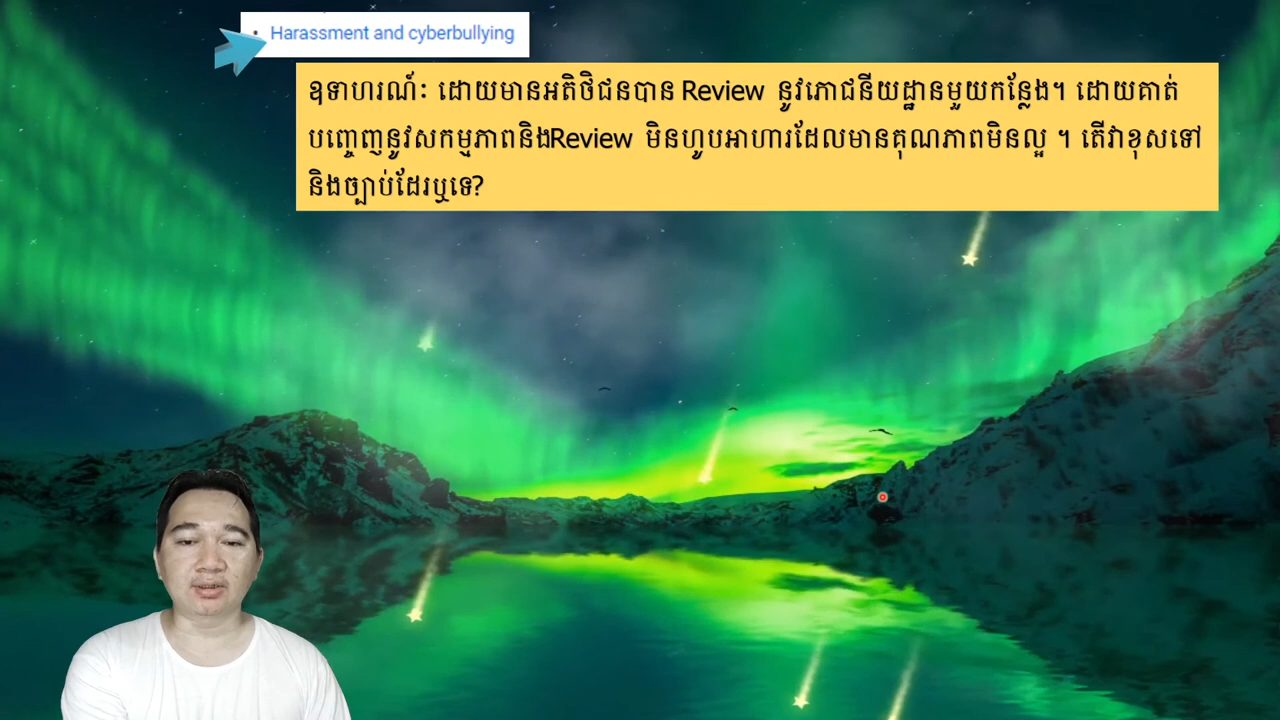 Harassment and cyberbullying
ឧទាហរណ៍៖ ដោយមានអតិថិជនបាន Review នូវភោជនីយដ្ឋានមួយកន្លែង។ ដោយគាត់
បញ្ចេញនូវសកម្មភាពនិងReview មិនហូបអាហារដែលមានគុណភាពមិនល្អ ។ តើវាខុសទៅ
និងច្បាប់ដែរឬទេ?